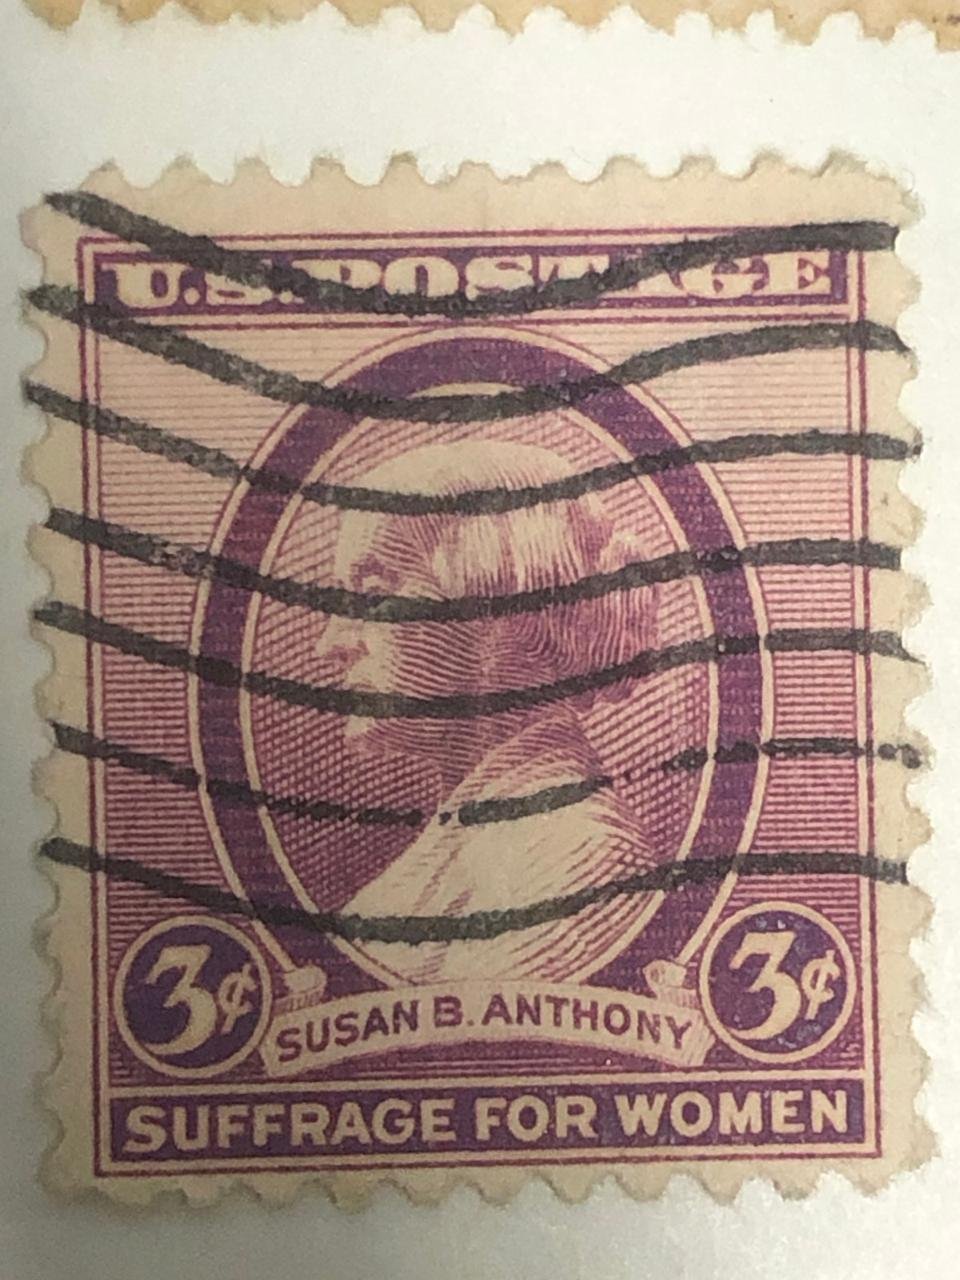 U.S. POSTAGE
3¢ 3¢
SUSAN B. ANTHONY
SUFFRAGE FOR WOMEN